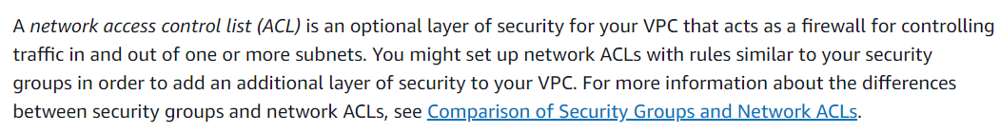 A network access control list (ACL) is an optional layer of security for your VPC that acts as a firewall for controlling
traffic in and out of one or more subnets. You might set up network ACLs with rules similar to your security
groups in order to add an additional layer of security to your VPC. For more information about the differences
between security groups and network ACLs, see Comparison of Security Groups and Network ACLs.